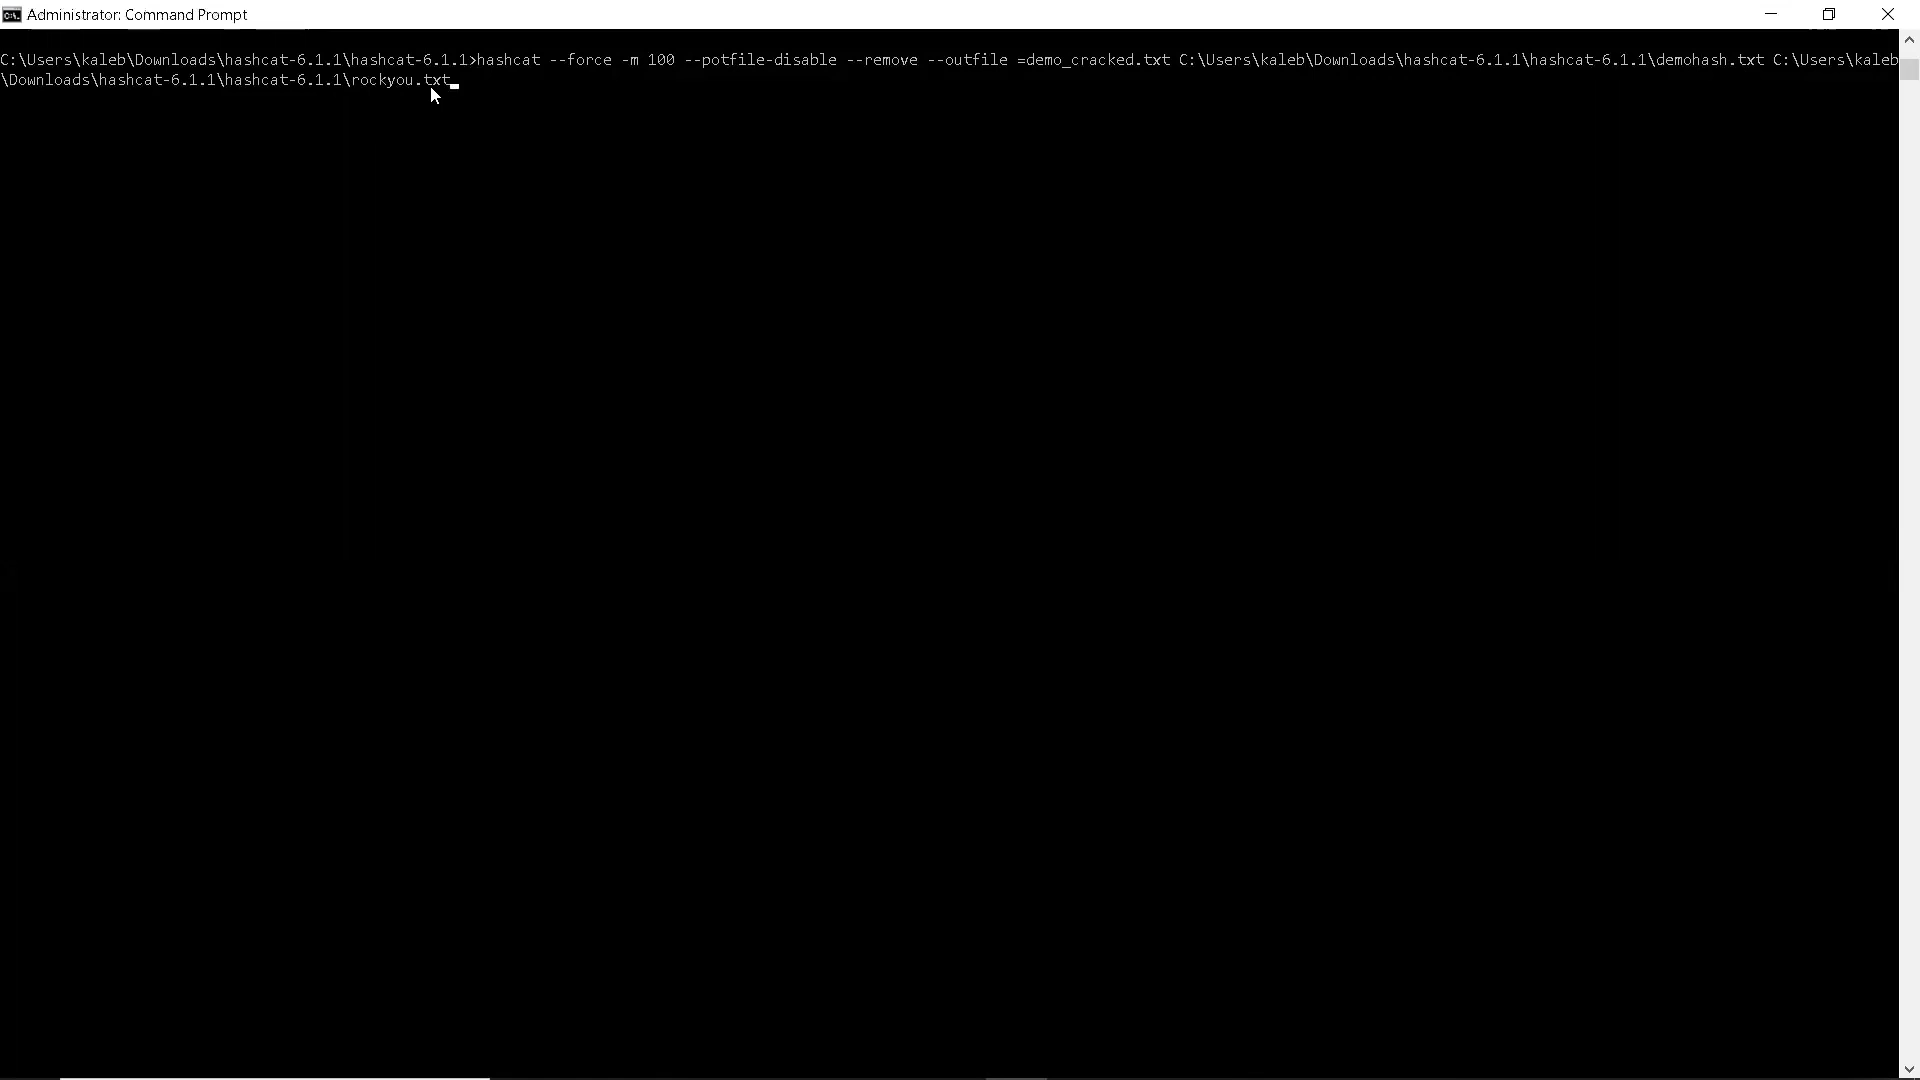 Administrator: Command Prompt
C:\Users\kaleb\Downloads\hashcat-6.1.1\hashcat-6.1.1>hashcat --force -m 100 --potfile-disable --remove --outfile =demo_cracked.txt C:\Users\kaleb\Downloads\hashcat-6.1.1\hashcat-6.1.1\demohash.txt C:\Users\kaleb
\Downloads\hashcat-6.1.1\hashcat-6.1.1\rockyou.txt